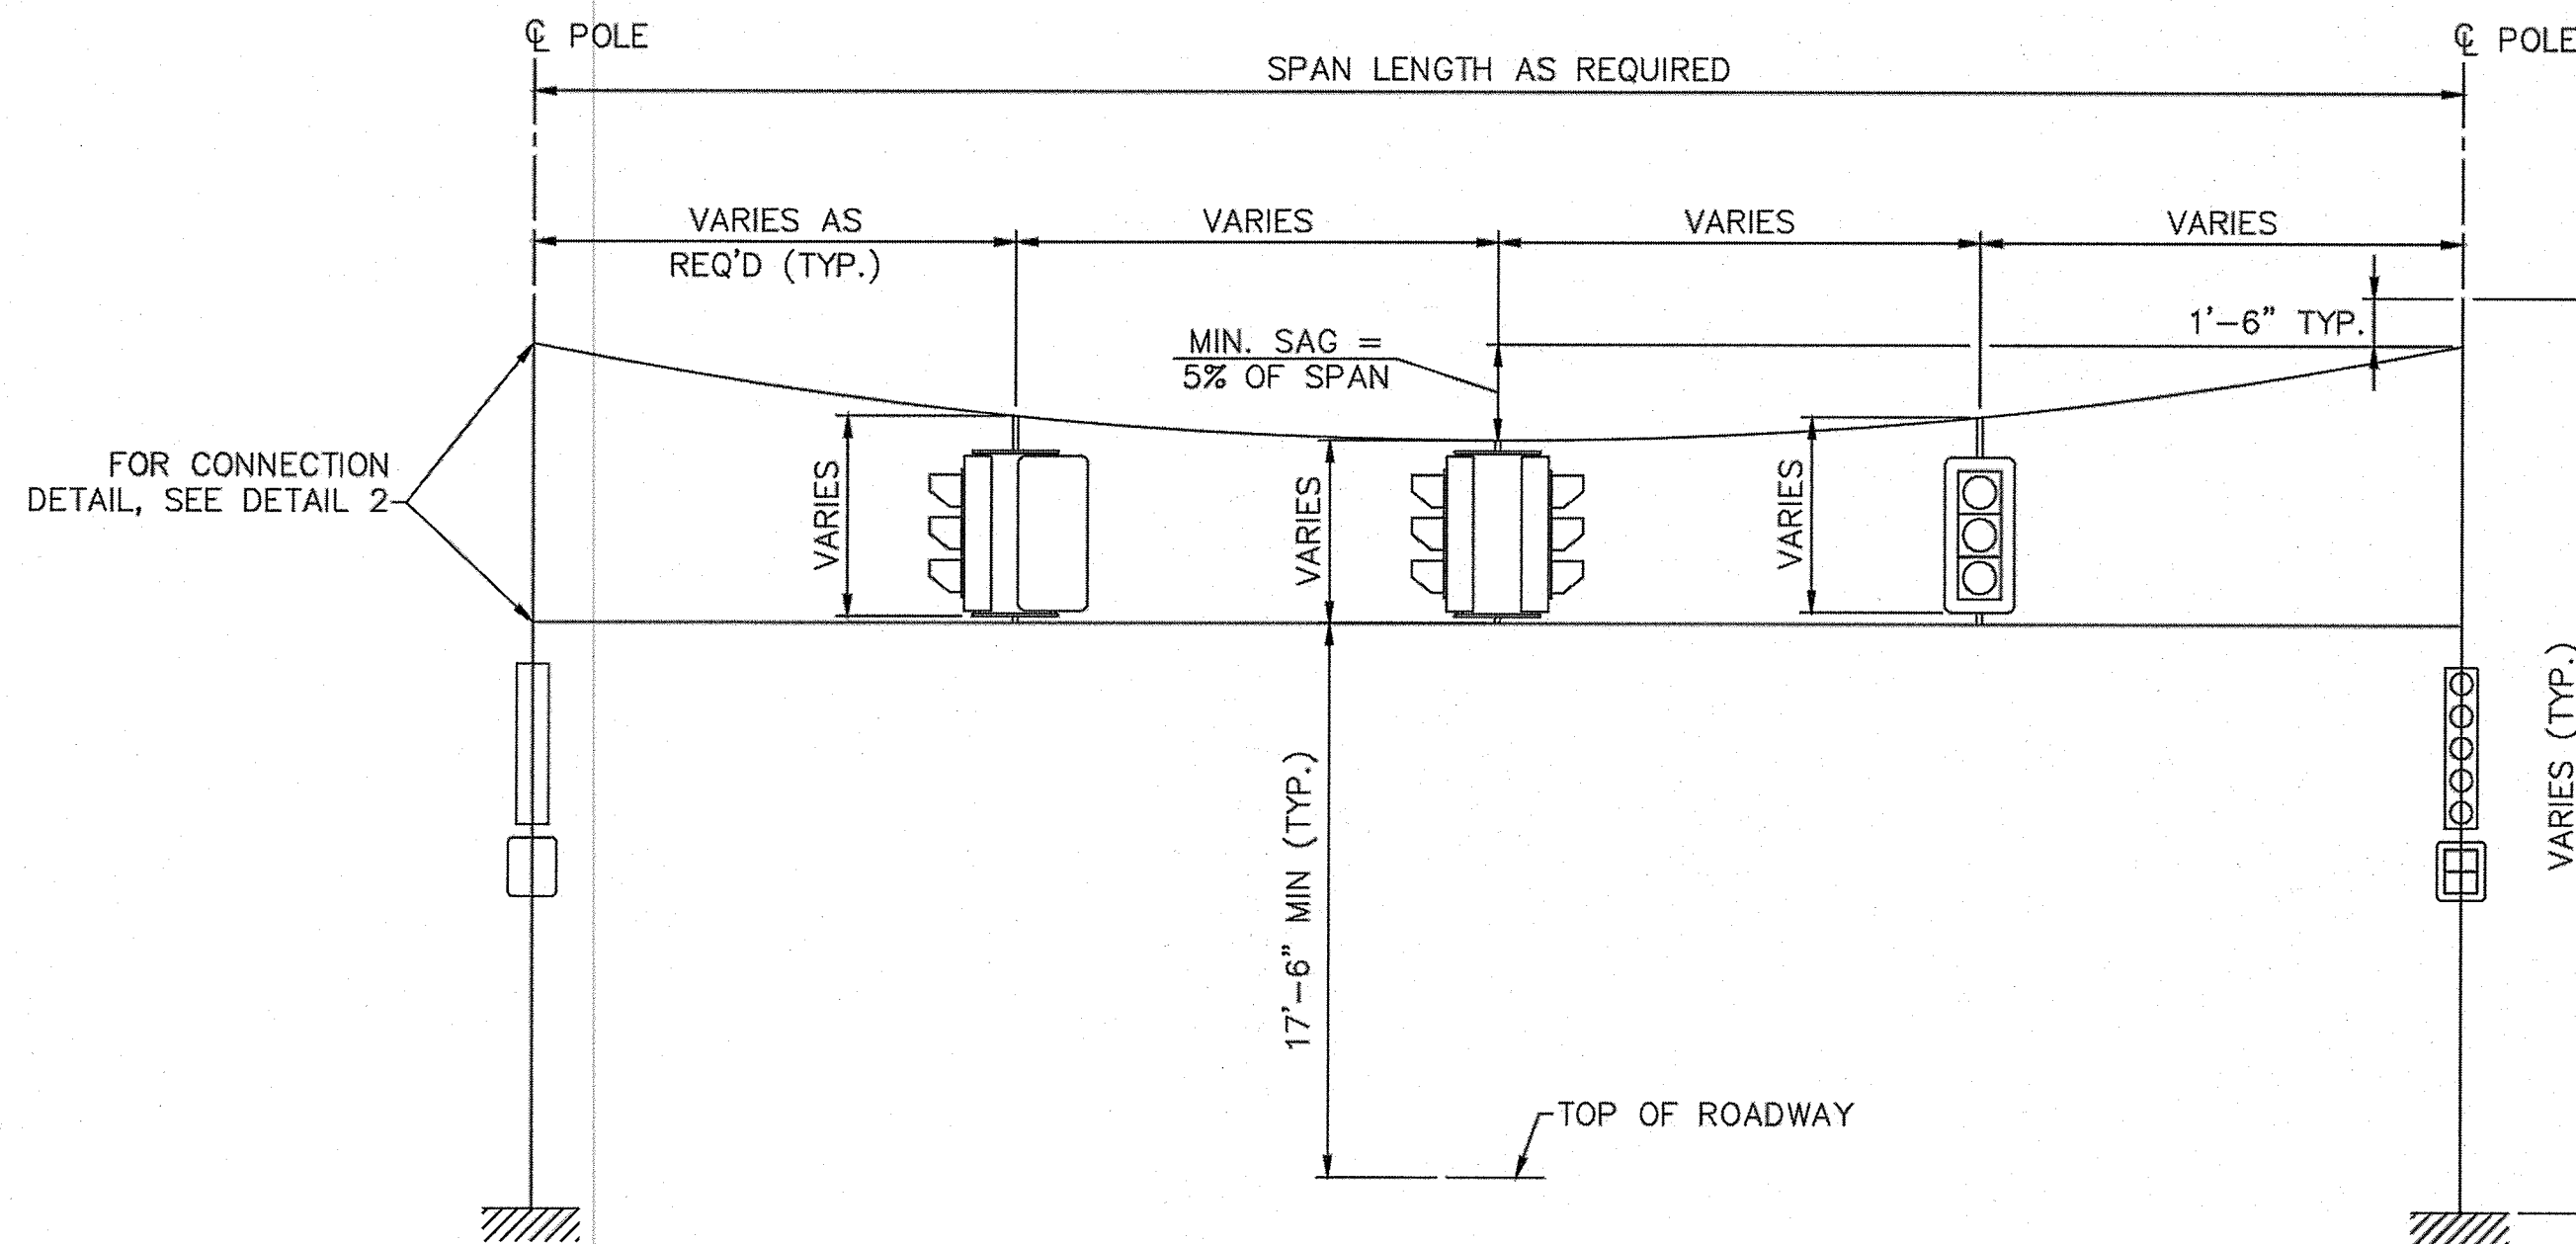 ℄ POLE
℄ POLE
SPAN LENGTH AS REQUIRED
VARIES AS
REQ'D (TYP.)
VARIES
VARIES
VARIES
1'-6" TYP.
MIN. SAG =
5% OF SPAN
FOR CONNECTION
DETAIL, SEE DETAIL 2
VARIES
VARIES
VARIES
VARIES (TYP.)
17'-6" MIN (TYP.)
TOP OF ROADWAY